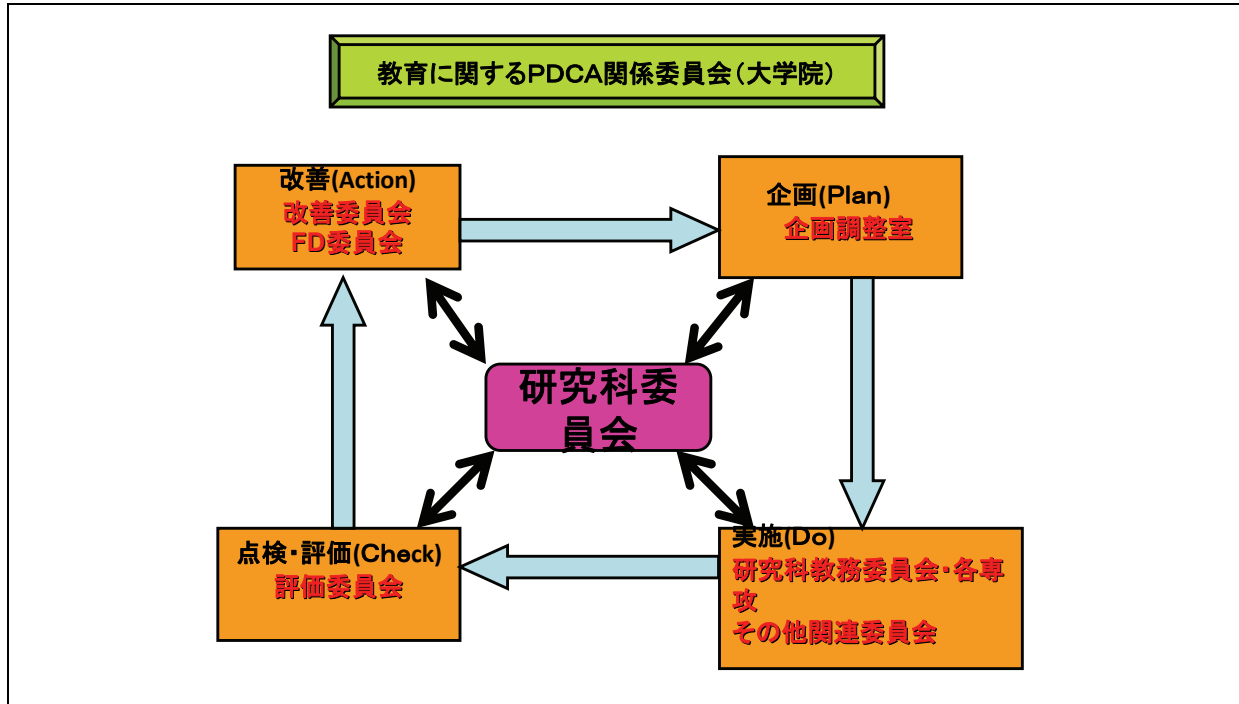 教育に関するPDCA関係委員会(大学院)
改善(Action)
改善委員会
FD委員会
企画(Plan)
企画調整室
研究科委
員会
点検・評価(Check)
評価委員会
実施(Do)
研究科教務委員会・各専
攻
その他関連委員会